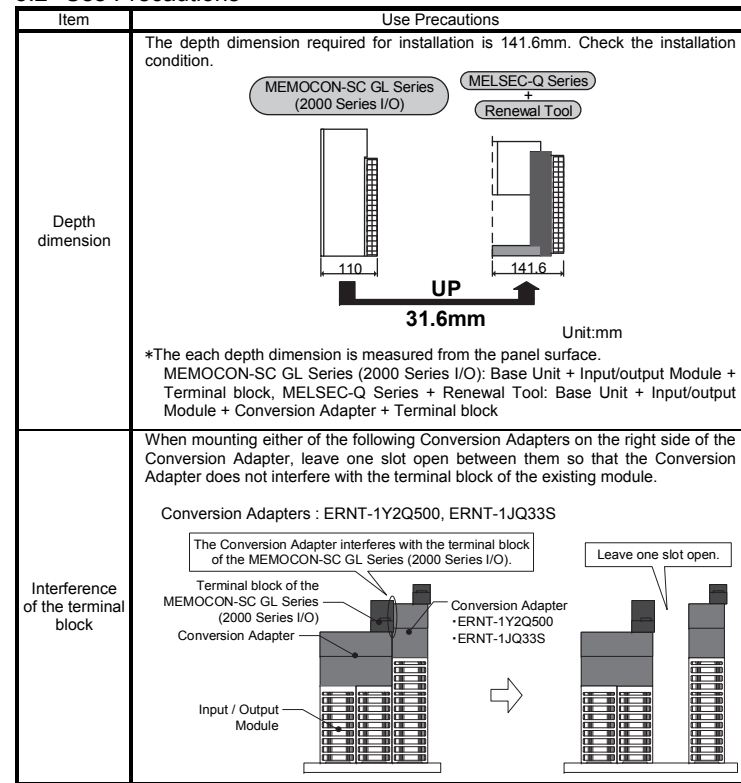 Item
Use Precautions
Depth
dimension
The depth dimension required for installation is 141.6mm. Check the installation
condition.
MEMOCON-SC GL Series
(2000 Series I/O)
MELSEC-Q Series
+
Renewal Tool
110
141.6
UP
31.6mm
Unit:mm
*The each depth dimension is measured from the panel surface.
MEMOCON-SC GL Series (2000 Series I/O): Base Unit + Input/output Module +
Terminal block, MELSEC-Q Series + Renewal Tool: Base Unit + Input/output
Module + Conversion Adapter + Terminal block
Interference
of the terminal
block
When mounting either of the following Conversion Adapters on the right side of the
Conversion Adapter, leave one slot open between them so that the Conversion
Adapter does not interfere with the terminal block of the existing module.
Conversion Adapters : ERNT-1Y2Q500, ERNT-1JQ33S
The Conversion Adapter interferes with the terminal block
of the MEMOCON-SC GL Series (2000 Series I/O).
Leave one slot open.
Terminal block of the
MEMOCON-SC GL Series
(2000 Series I/O)
Conversion Adapter
Conversion Adapter
・ERNT-1Y2Q500
・ERNT-1JQ33S
Input / Output
Module